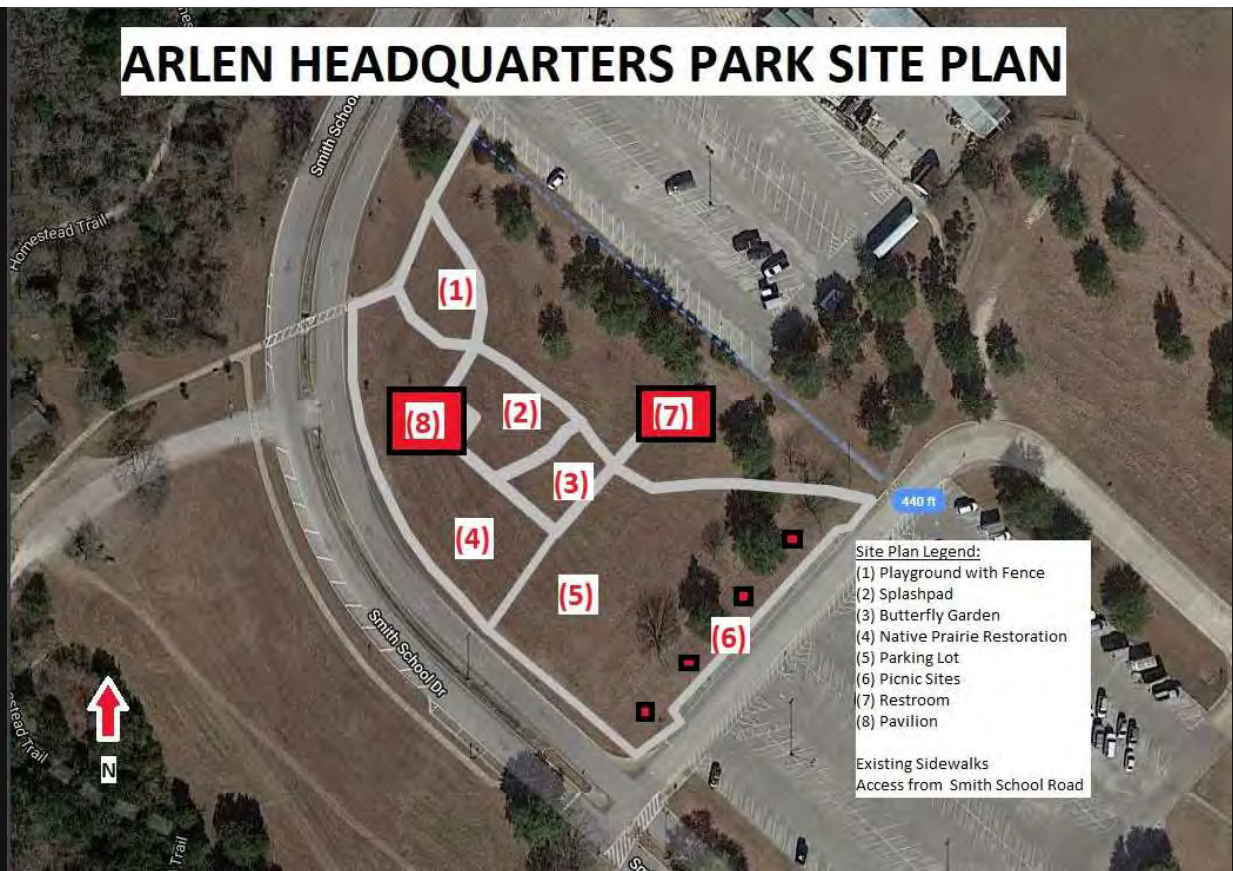 ARLEN HEADQUARTERS PARK SITE PLAN
Smith School
Homestead Trail
(1)
(2)
(8)
(7)
(3)
440 ft
(4)
(5)
(6)
Smith School Dr
N
Trail
Site Plan Legend:
(1) Playground with Fence
(2) Splashpad
(3) Butterfly Garden
(4) Native Prairie Restoration
(5) Parking Lot
(6) Picnic Sites
(7) Restroom
(8) Pavilion
Existing Sidewalks
Access from Smith School Road
Trail